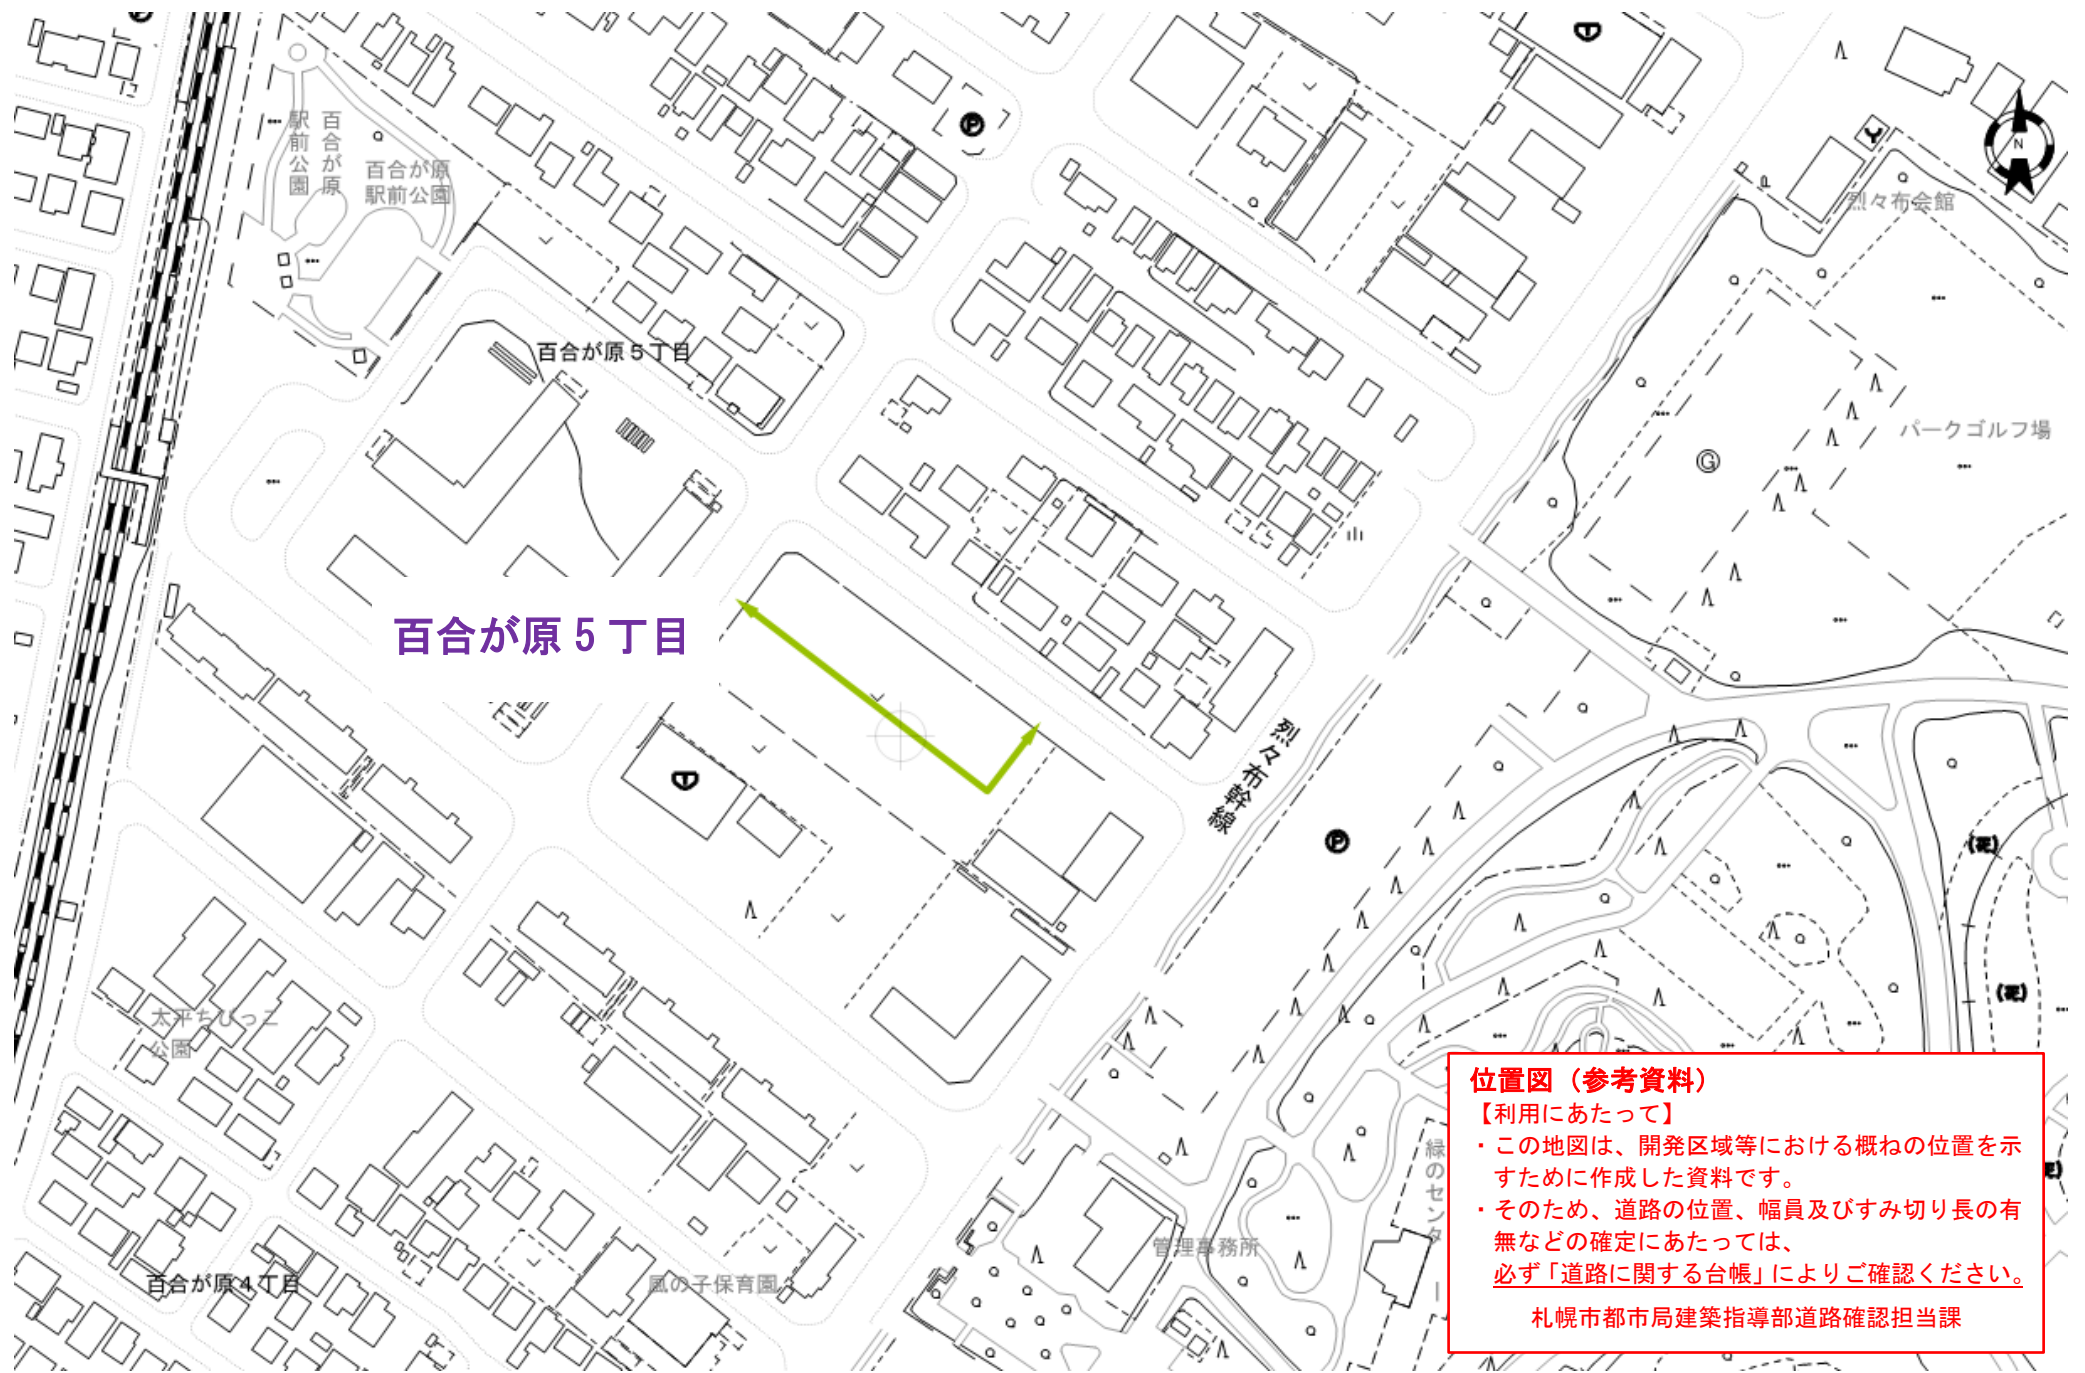 百合が原
駅前公園
百合が原
駅前公園
N
烈々布会館
百合が原5丁目
パークゴルフ場
G
百合が原5丁目
烈々布幹線
P
P
(花)
(花)
太平ちびっこ
公園
緑のセンター
管理事務所
百合が原4丁目
風の子保育園
位置図（参考資料）
【利用にあたって】
・この地図は、開発区域等における概ねの位置を示
すために作成した資料です。
・そのため、道路の位置、幅員及びすみ切り長の有
無などの確定にあたっては、
必ず「道路に関する台帳」によりご確認ください。
札幌市都市局建築指導部道路確認担当課